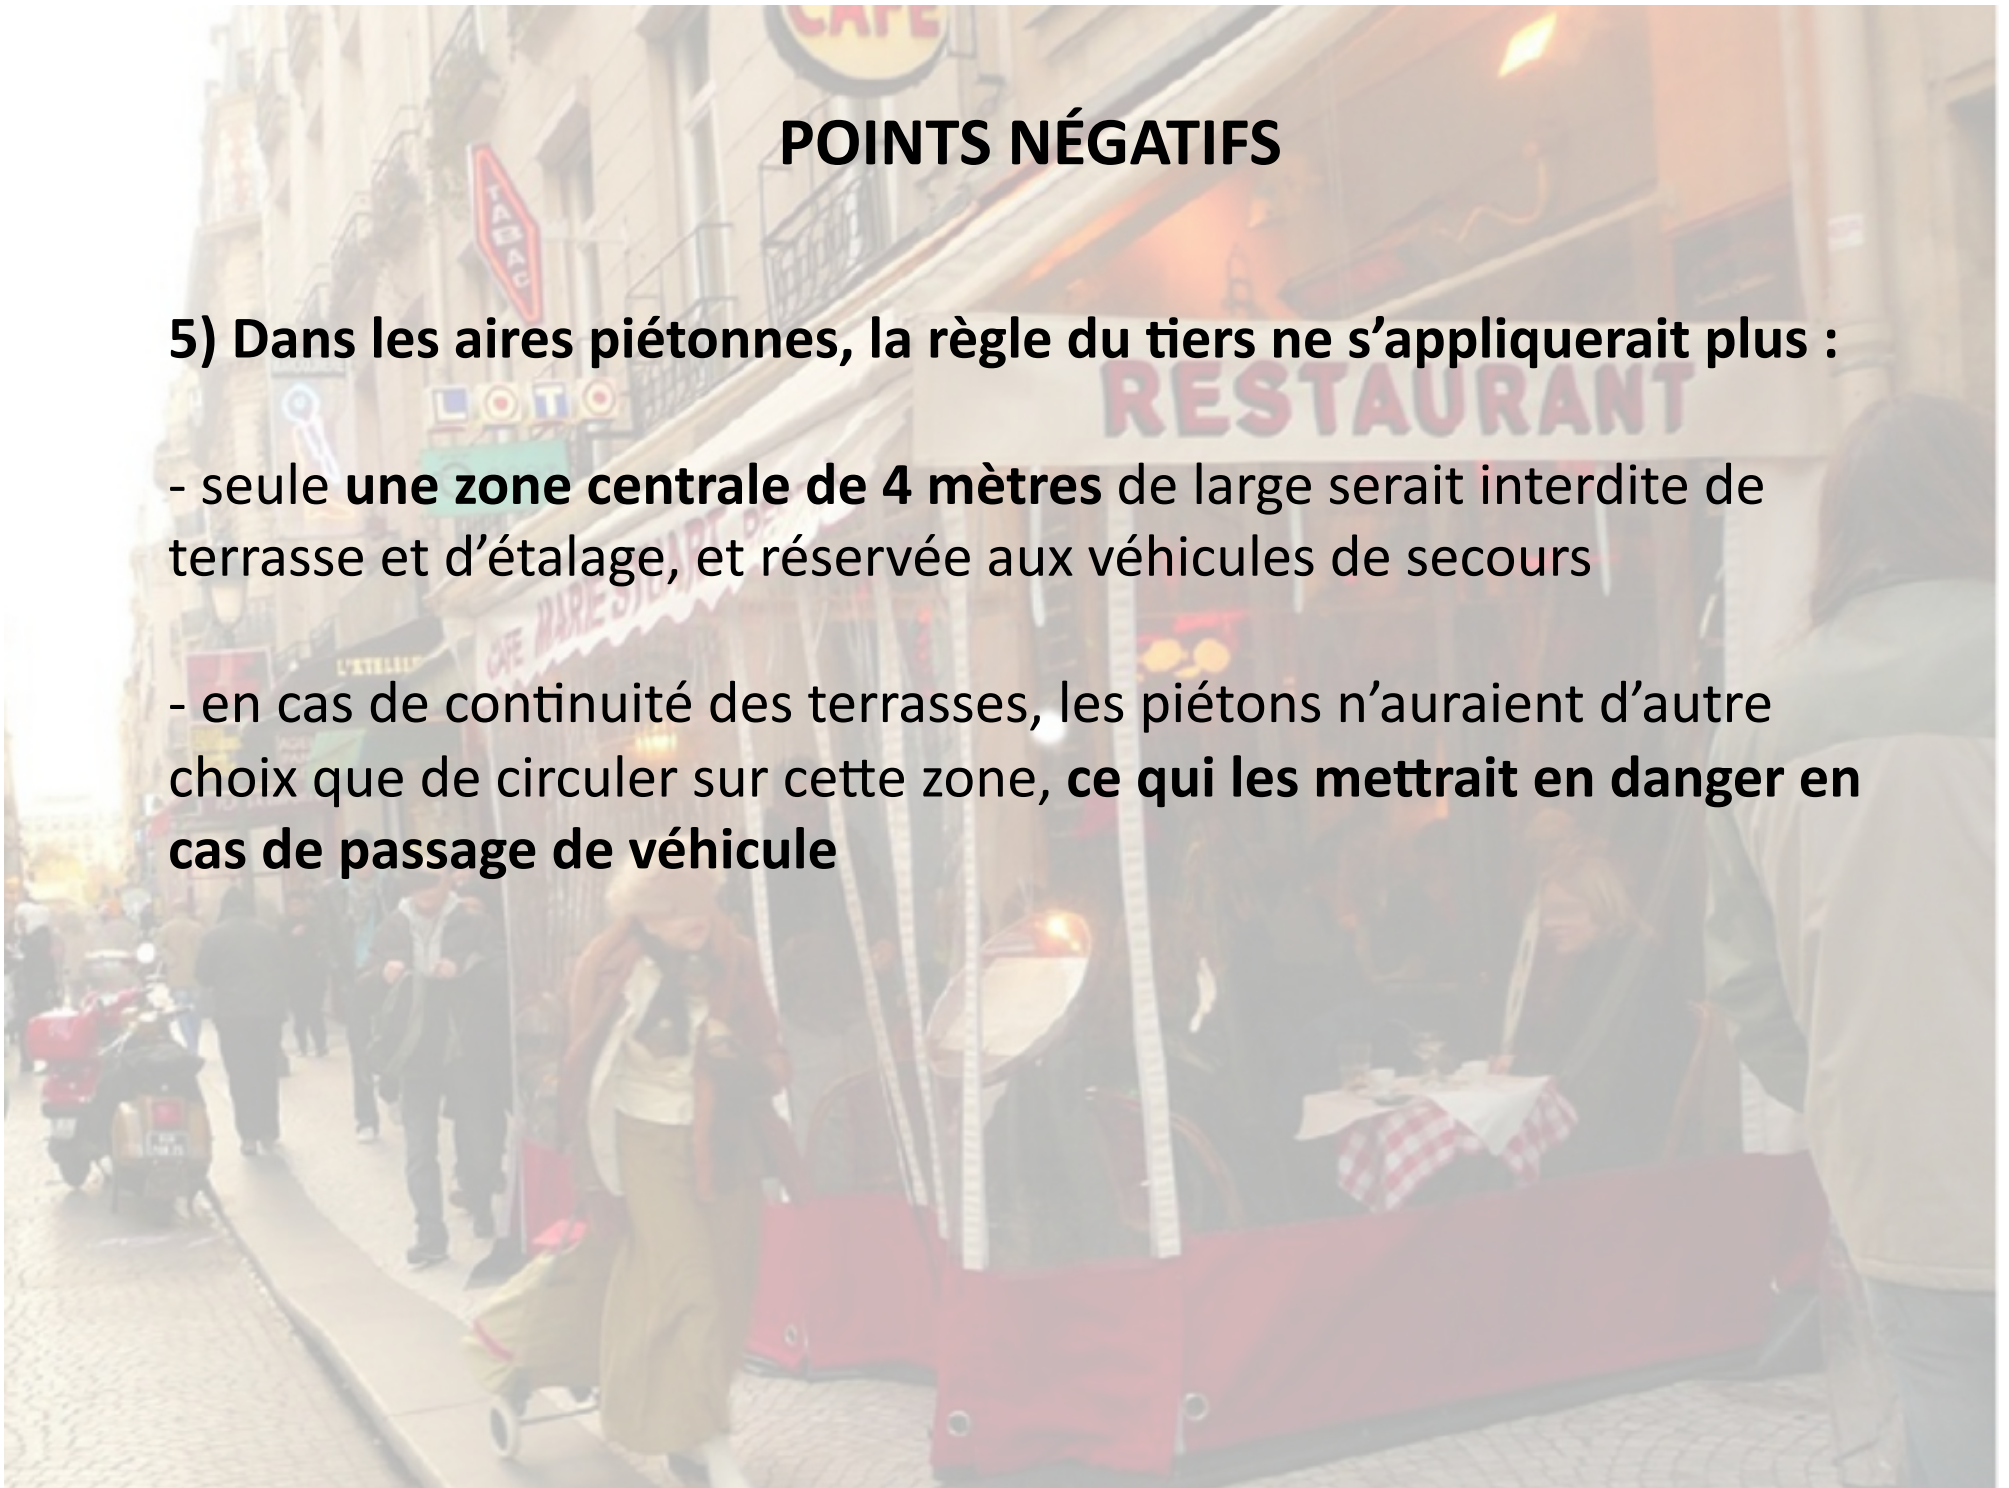 CAFE
POINTS NÉGATIFS
TABAC
5) Dans les aires piétonnes, la règle du tiers ne s’appliquerait plus :
LOTO
RESTAURANT
- seule une zone centrale de 4 mètres de large serait interdite de
terrasse et d’étalage, et réservée aux véhicules de secours
CAFE MARIE STUART
- en cas de continuité des terrasses, les piétons n’auraient d’autre
choix que de circuler sur cette zone, ce qui les mettrait en danger en
cas de passage de véhicule